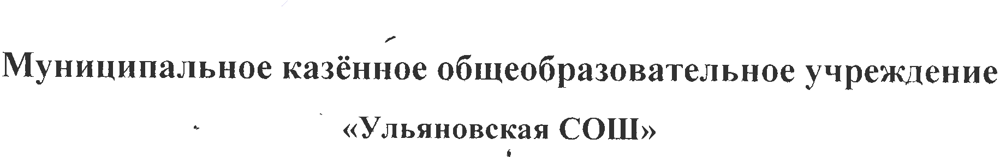 Муниципальное казённое общеобразовательное учреждение
«Ульяновская СОШ»